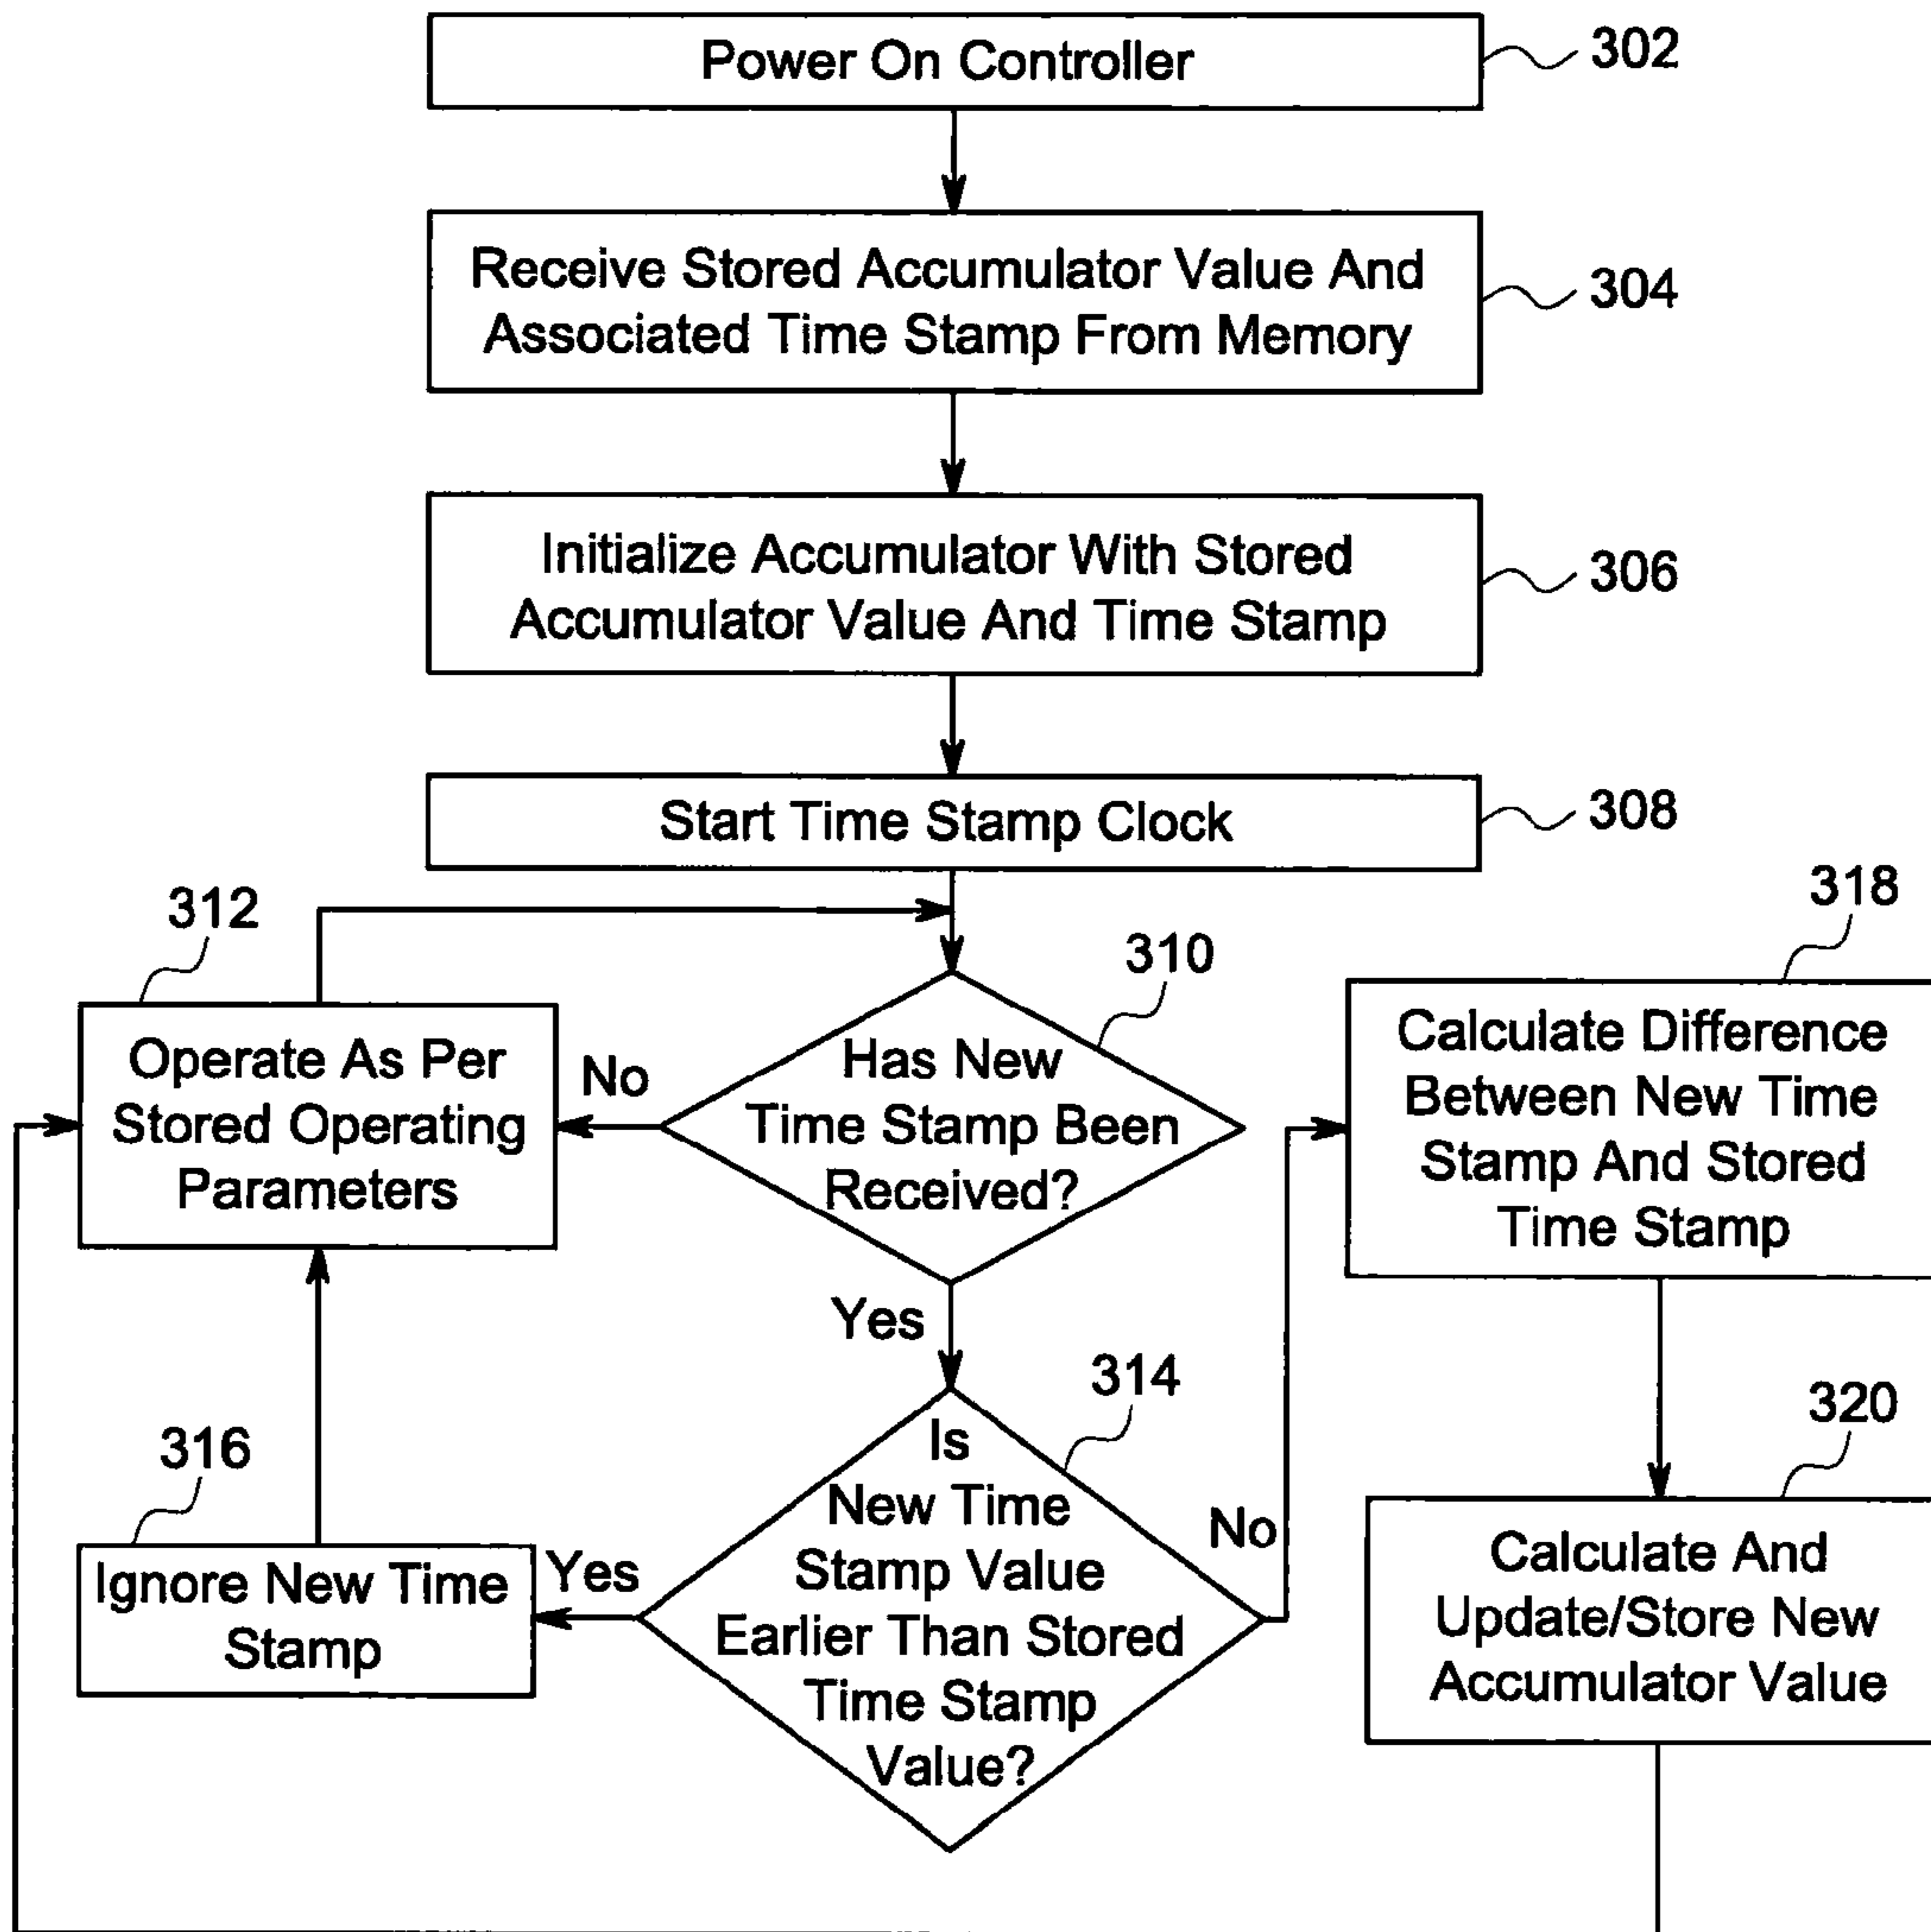 Power On Controller
302
Receive Stored Accumulator Value And
Associated Time Stamp From Memory
304
Initialize Accumulator With Stored
Accumulator Value And Time Stamp
306
Start Time Stamp Clock
308
312
Operate As Per
Stored Operating
Parameters
No
310
Has New
Time Stamp Been
Received?
Yes
318
Calculate Difference
Between New Time
Stamp And Stored
Time Stamp
314
Is
New Time
Stamp Value
Earlier Than Stored
Time Stamp
Value?
Yes
No
316
Ignore New Time
Stamp
320
Calculate And
Update/Store New
Accumulator Value